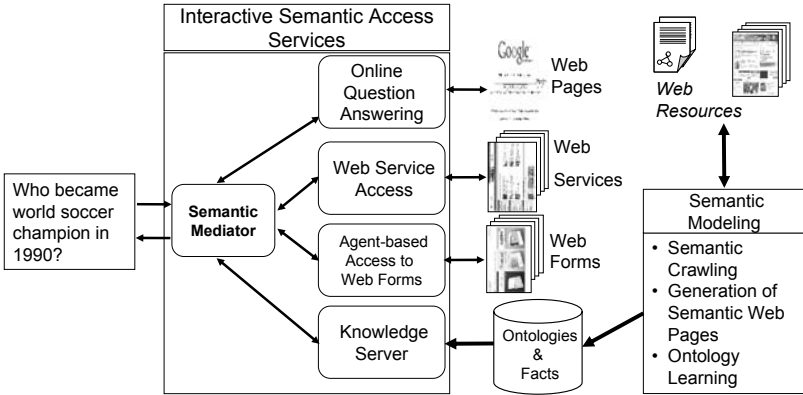 Interactive Semantic Access
Services
Who became
world soccer
champion in
1990?
Semantic
Mediator
Online
Question
Answering
Web Service
Access
Agent-based
Access to
Web Forms
Knowledge
Server
Google
Web
Pages
Web
Services
Web
Forms
Ontologies
&
Facts
Web
Resources
Semantic
Modeling
• Semantic
Crawling
• Generation of
Semantic Web
Pages
• Ontology
Learning